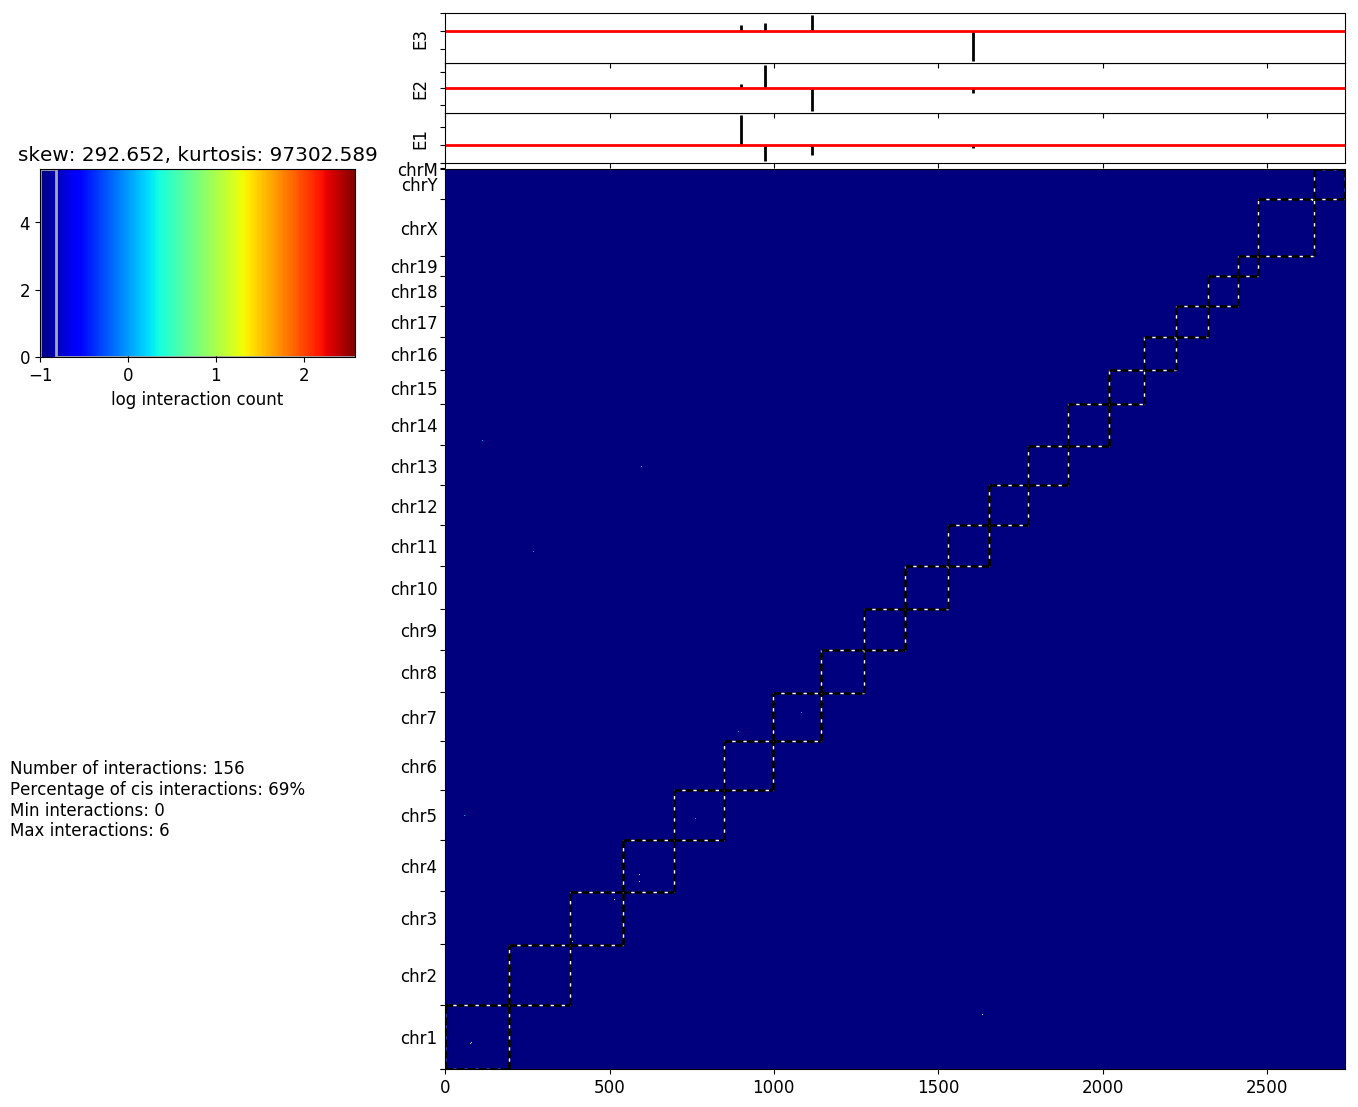 E3
E2
E1
skew: 292.652, kurtosis: 97302.589
4
2
0
−1 0 1 2
log interaction count
Number of interactions: 156
Percentage of cis interactions: 69%
Min interactions: 0
Max interactions: 6
chrM
chrY
chrX
chr19
chr18
chr17
chr16
chr15
chr14
chr13
chr12
chr11
chr10
chr9
chr8
chr7
chr6
chr5
chr4
chr3
chr2
chr1
0 500 1000 1500 2000 2500